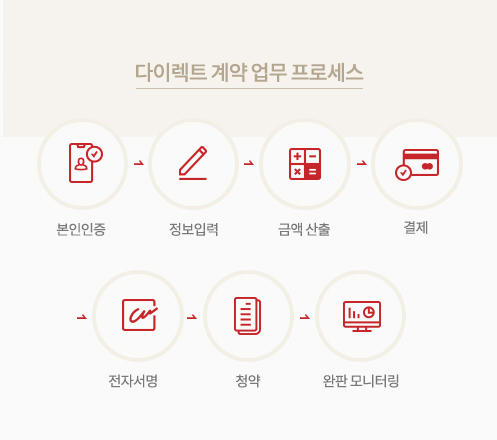 다이렉트 계약 업무 프로세스
본인인증
정보입력
금액 산출
결제
전자서명
청약
완판 모니터링